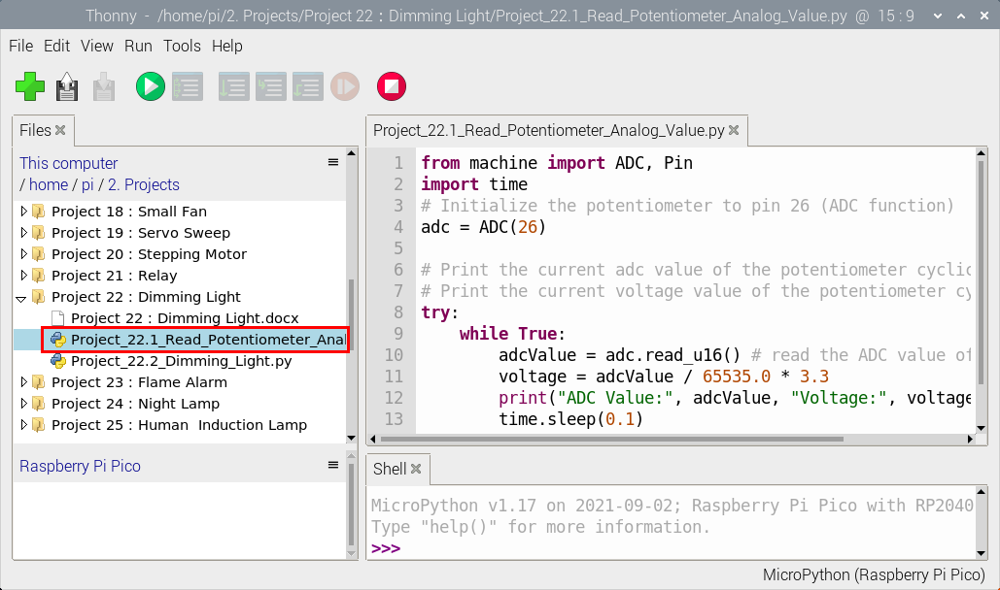 Thonny - /home/pi/2. Projects/Project 22 : Dimming Light/Project_22.1_Read_Potentiometer_Analog_Value.py @ 15 : 9
File Edit View Run Tools Help
Files
This computer
/ home / pi / 2. Projects
Project 18 : Small Fan
Project 19 : Servo Sweep
Project 20 : Stepping Motor
Project 21 : Relay
Project 22 : Dimming Light
Project 22 : Dimming Light.docx
Project_22.1_Read_Potentiometer_Anal
Project_22.2_Dimming_Light.py
Project 23 : Flame Alarm
Project 24 : Night Lamp
Project 25 : Human  Induction Lamp
Raspberry Pi Pico
Project_22.1_Read_Potentiometer_Analog_Value.py
1 from machine import ADC, Pin
2 import time
3 # Initialize the potentiometer to pin 26 (ADC function)
4 adc = ADC(26)
5
6 # Print the current adc value of the potentiometer cyclic
7 # Print the current voltage value of the potentiometer cy
8 try:
9     while True:
10         adcValue = adc.read_u16() # read the ADC value of
11         voltage = adcValue / 65535.0 * 3.3
12         print("ADC Value:", adcValue, "Voltage:", voltage
13         time.sleep(0.1)
Shell
MicroPython v1.17 on 2021-09-02; Raspberry Pi Pico with RP2040
Type "help()" for more information.
>>>
MicroPython (Raspberry Pi Pico)